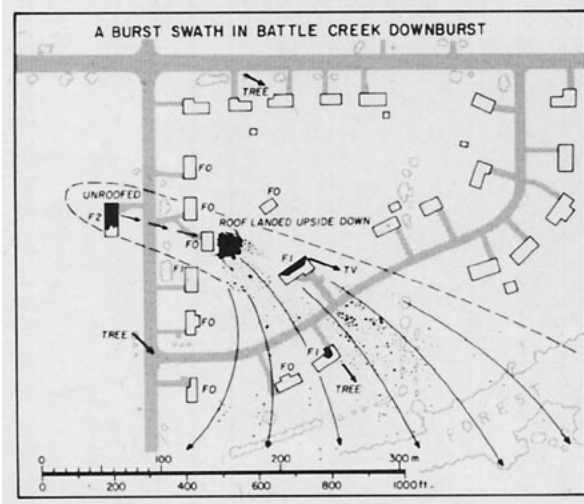 A BURST SWATH IN BATTLE CREEK DOWNBURST
TREE
FO
UNROOFED
F2
FO
FO
ROOF LANDED UPSIDE DOWN
FO
F1
F1
TV
FO
TREE
F1
FO
TREE
FO
FOREST
0 100 200 300 m
0 200 400 600 800 1000 ft.